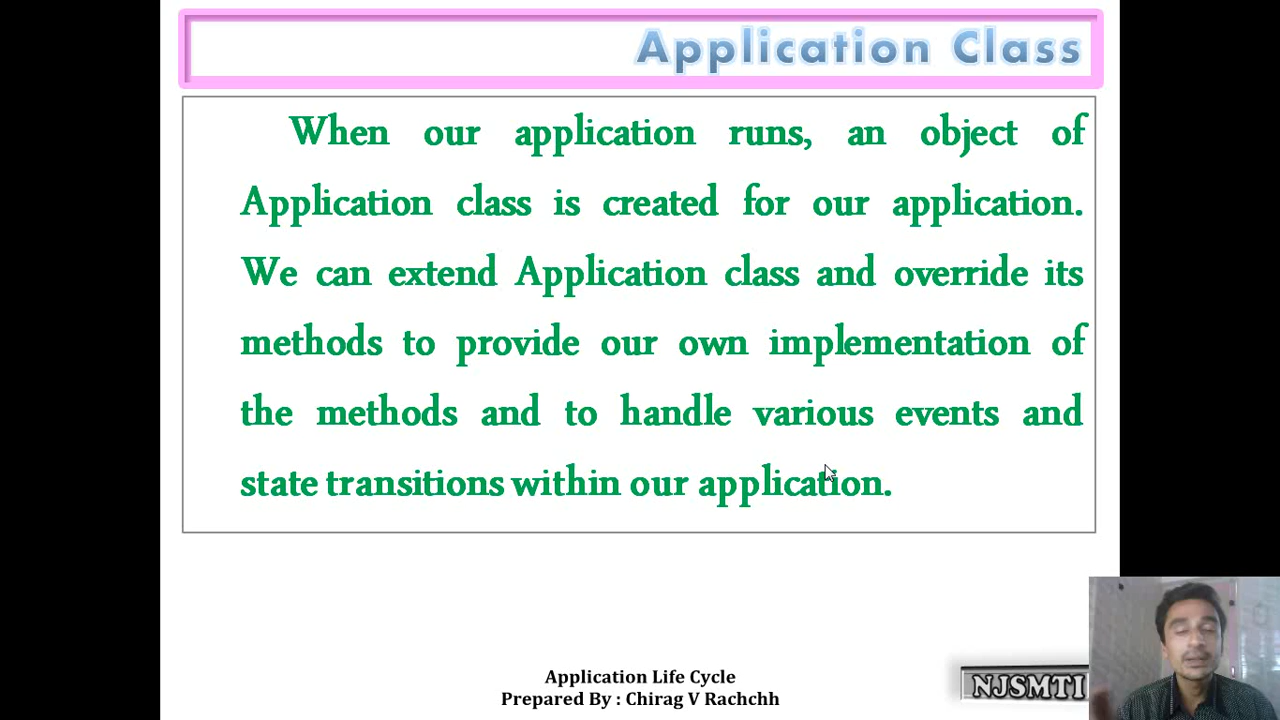 Application Class
When our application runs, an object of
Application class is created for our application.
We can extend Application class and override its
methods to provide our own implementation of
the methods and to handle various events and
state transitions within our application.
Application Life Cycle
Prepared By : Chirag V Rachchh
NJSMTI